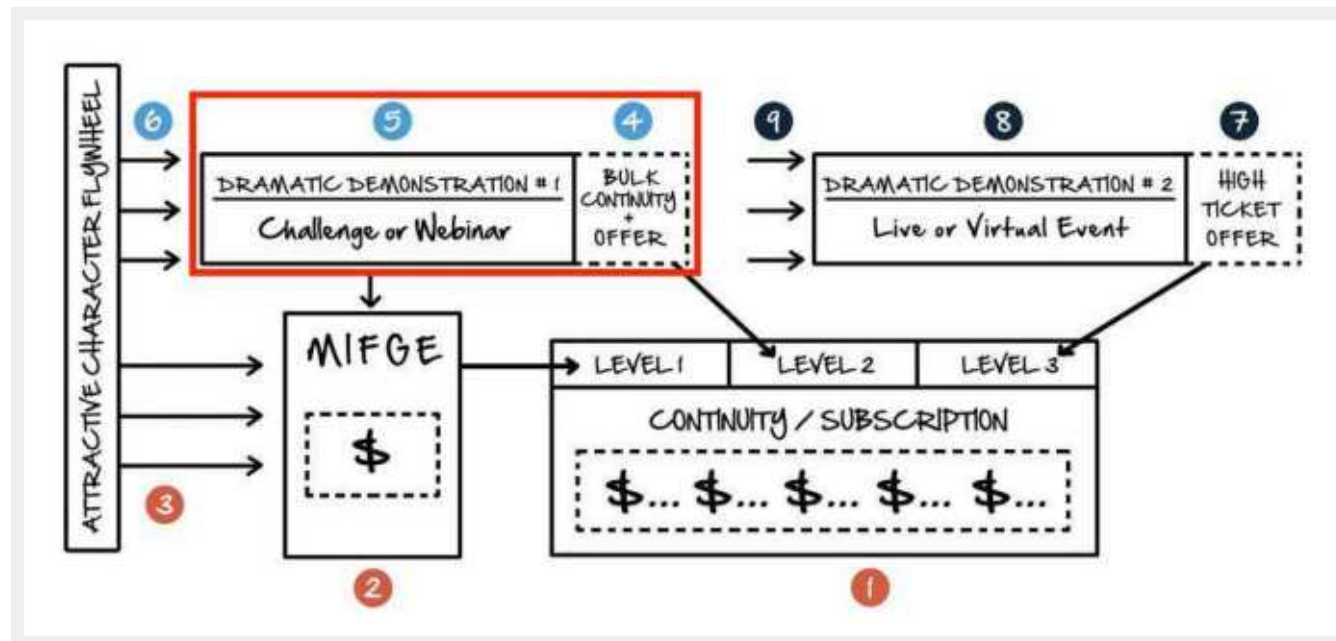 ATTRACTIVE CHARACTER FLYWHEEL
6
5
4
9
8
7
DRAMATIC DEMONSTRATION # 1
Challenge or Webinar
BULK
CONTINUITY
+
OFFER
DRAMATIC DEMONSTRATION # 2
Live or Virtual Event
HIGH
TICKET
OFFER
MIFGE
$
LEVEL 1
LEVEL 2
LEVEL 3
CONTINUITY / SUBSCRIPTION
$... $... $... $... $...
3
2
1